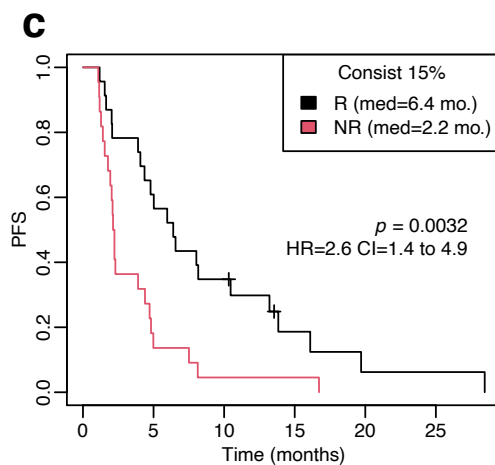 C
Consist 15%
R (med=6.4 mo.)
NR (med=2.2 mo.)
p = 0.0032
HR=2.6 CI=1.4 to 4.9
PFS
1.0
0.8
0.6
0.4
0.2
0.0
0 5 10 15 20 25
Time (months)